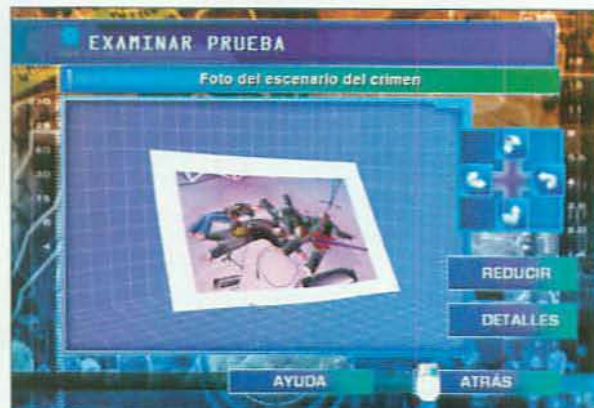 EXAMINAR PRUEBA
Foto del escenario del crimen
REDUCIR
DETALLES
AYUDA
ATRÁS